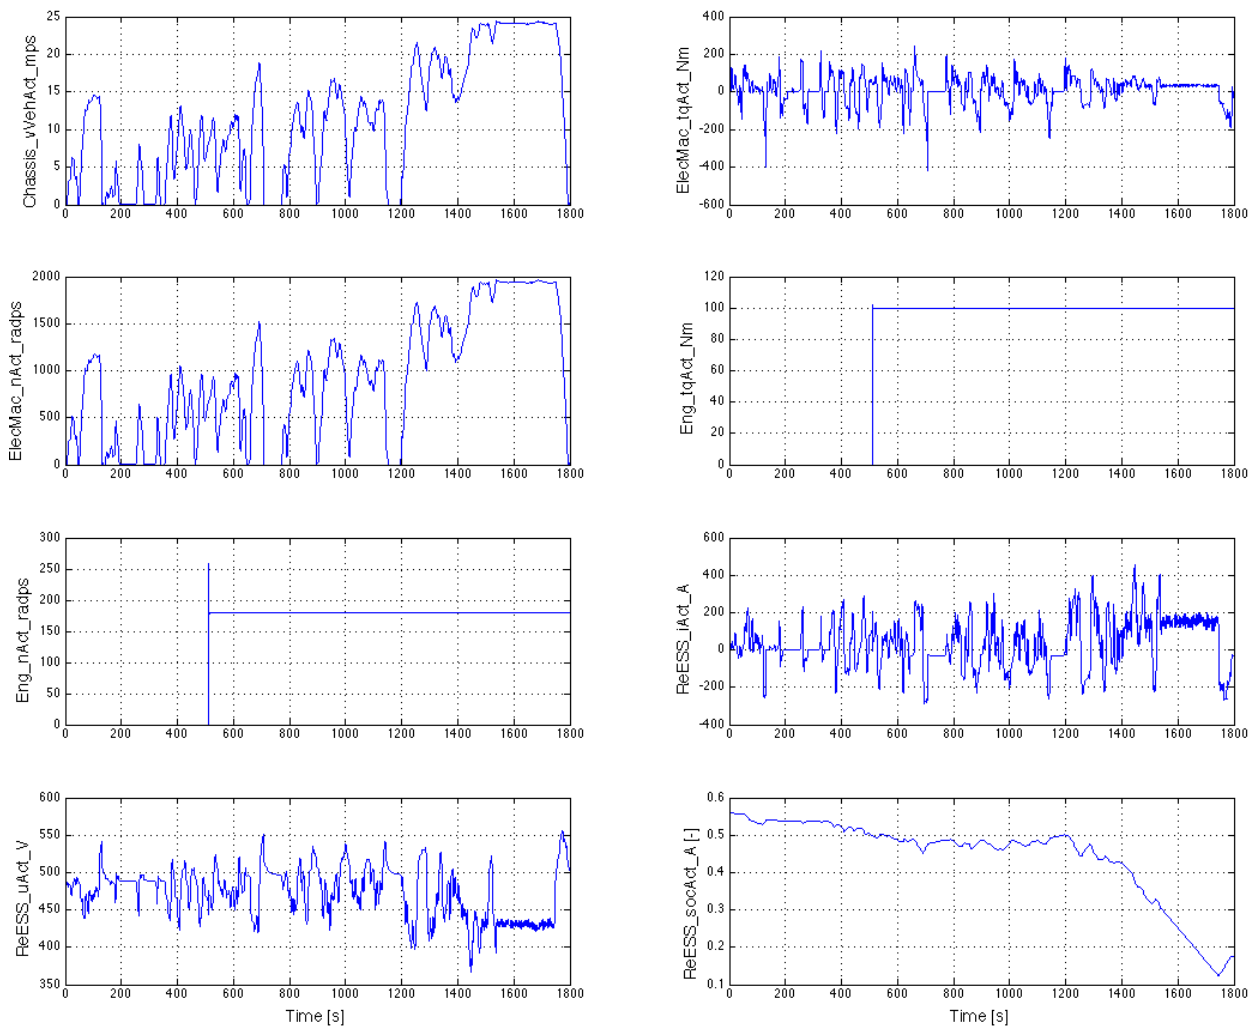 Chassis_vVehAct_mps
25
20
15
10
5
0
0 200 400 600 800 1000 1200 1400 1600 1800
ElecMac_tqAct_Nm
400
200
0
-200
-400
-600
0 200 400 600 800 1000 1200 1400 1600 1800
ElecMac_nAct_radps
2000
1500
1000
500
0
0 200 400 600 800 1000 1200 1400 1600 1800
Eng_tqAct_Nm
120
100
80
60
40
20
0
0 200 400 600 800 1000 1200 1400 1600 1800
Eng_nAct_radps
300
250
200
150
100
50
0
0 200 400 600 800 1000 1200 1400 1600 1800
ReESS_iAct_A
600
400
200
0
-200
-400
0 200 400 600 800 1000 1200 1400 1600 1800
ReESS_uAct_V
600
550
500
450
400
350
0 200 400 600 800 1000 1200 1400 1600 1800
Time [s]
ReESS_socAct_A [-]
0.6
0.5
0.4
0.3
0.2
0.1
0 200 400 600 800 1000 1200 1400 1600 1800
Time [s]